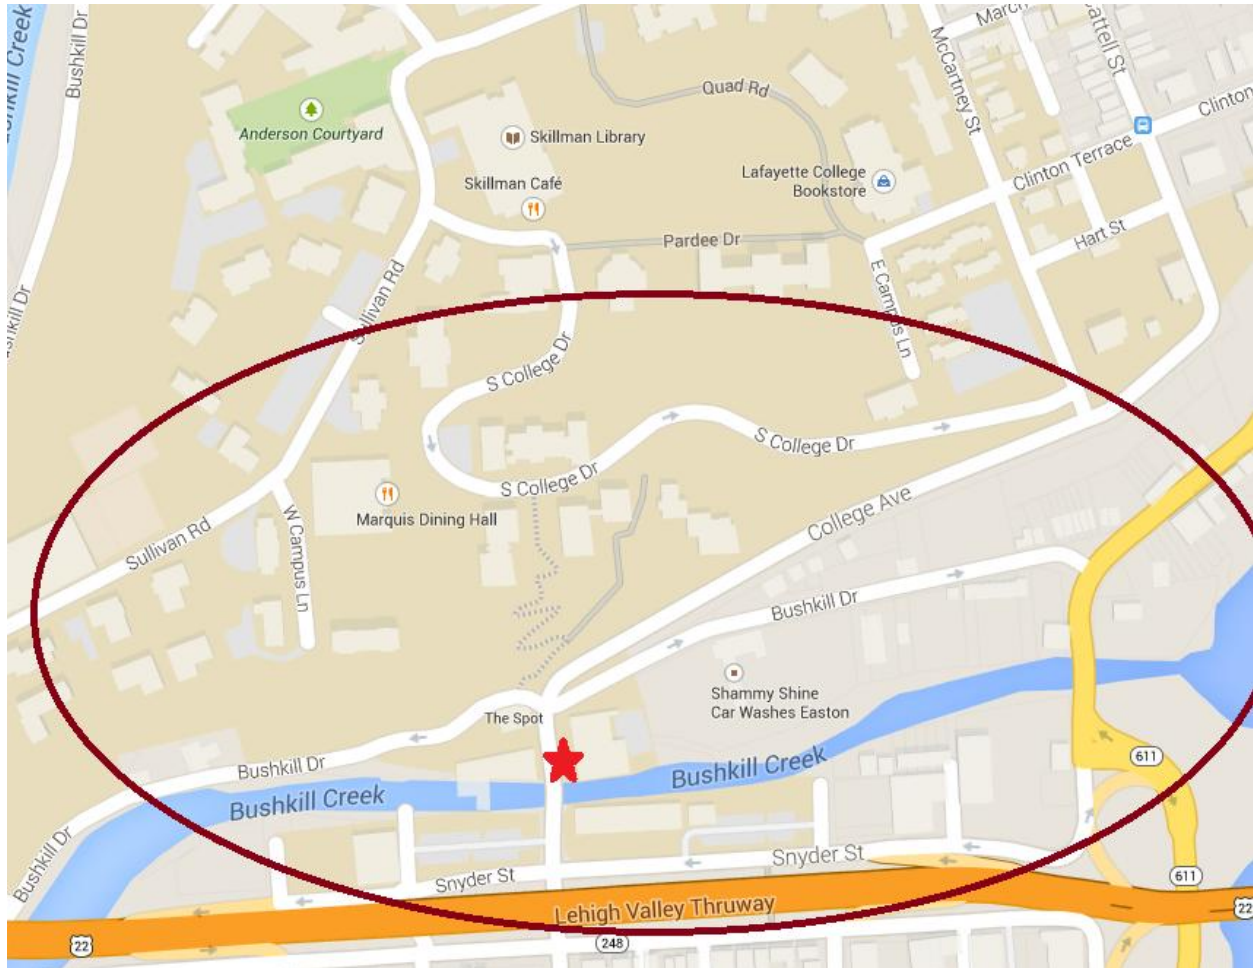 Bushkill Creek
Bushkill Dr
McCartney St
Cattell St
Quad Rd
Clinton
Anderson Courtyard
Skillman Library
Clinton Terrace
Lafayette College
Bookstore
Skillman Café
Pardee Dr
Hart St
Sullivan Rd
E Campus Ln
S College Dr
S College Dr
S College Dr
College Ave
Marquis Dining Hall
Sullivan Rd
W Campus Ln
Bushkill Dr
Shammy Shine
Car Washes Easton
The Spot
Bushkill Dr
Bushkill Creek
Bushkill Creek
611
Bushkill Dr
Snyder St
Snyder St
611
Lehigh Valley Thruway
22
22
248